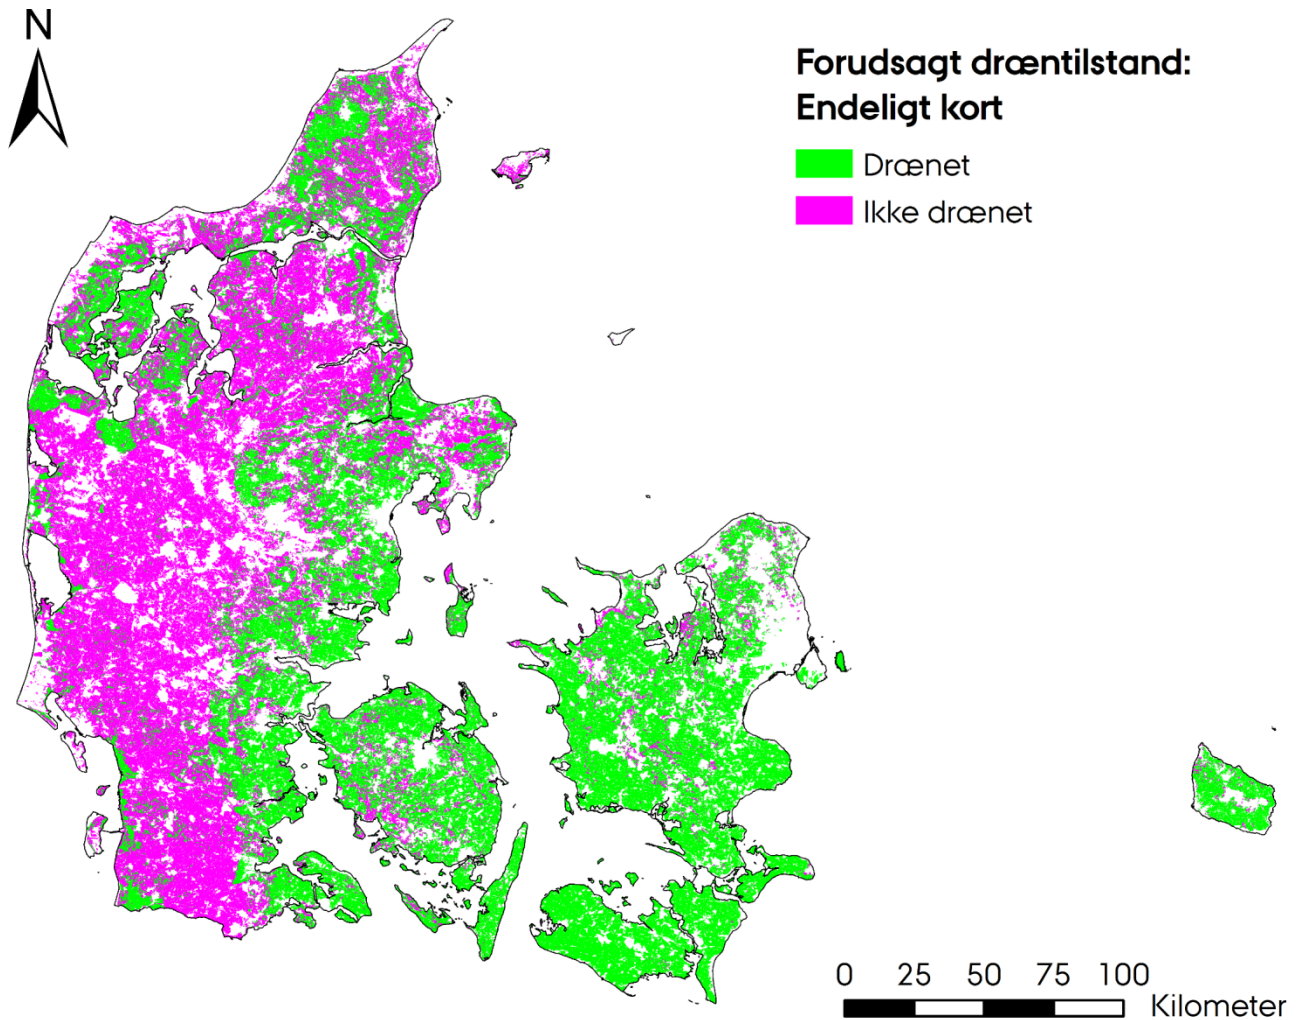 N
Forudsagt dræntilstand:
Endeligt kort
Drænet
Ikke drænet
0 25 50 75 100
Kilometer